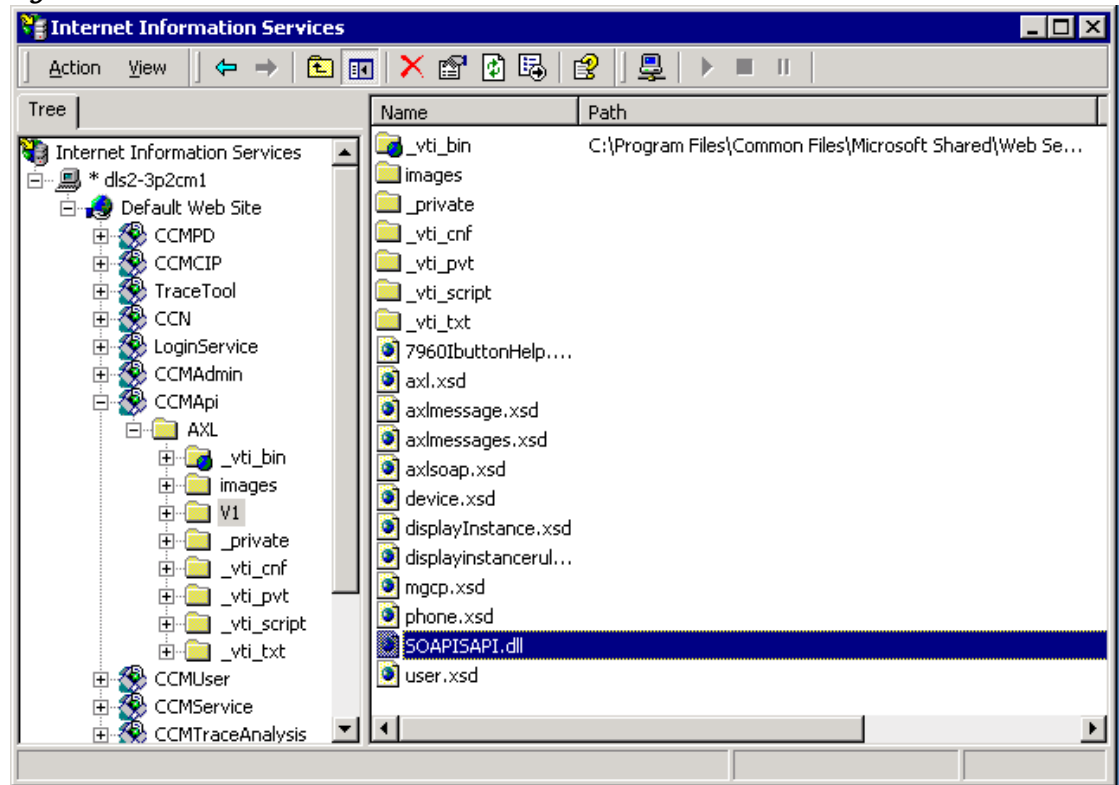 Internet Information Services
Action View
Tree
Name Path
Internet Information Services
* dls2-3p2cm1
Default Web Site
CCMPD
CCMCIP
TraceTool
CCN
LoginService
CCMAdmin
CCMApi
AXL
_vti_bin
images
V1
_private
_vti_cnf
_vti_pvt
_vti_script
_vti_txt
CCMUser
CCMService
CCMTraceAnalysis
_vti_bin C:\Program Files\Common Files\Microsoft Shared\Web Se...
images
_private
_vti_cnf
_vti_pvt
_vti_script
_vti_txt
7960IbuttonHelp....
axl.xsd
axlmessage.xsd
axlmessages.xsd
axlsoap.xsd
device.xsd
displayInstance.xsd
displayinstancerul...
mgcp.xsd
phone.xsd
SOAPISAPI.dll
user.xsd